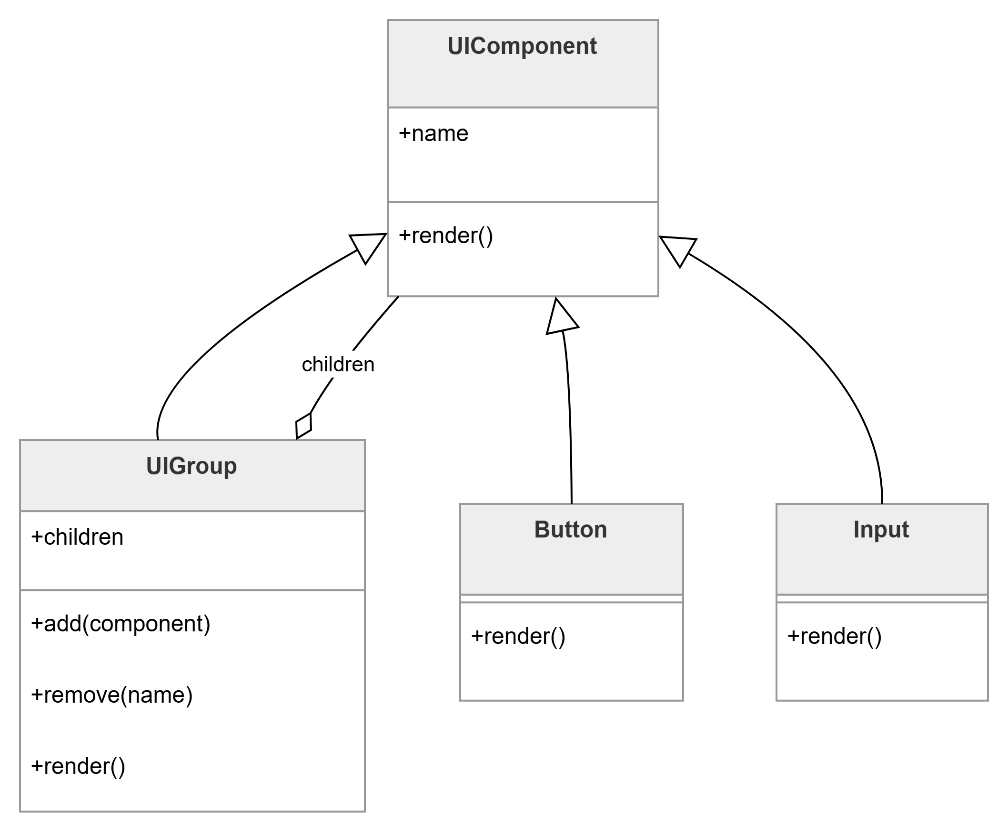 UIComponent
+name
+render()
children
UIGroup
+children
+add(component)
+remove(name)
+render()
Button
+render()
Input
+render()